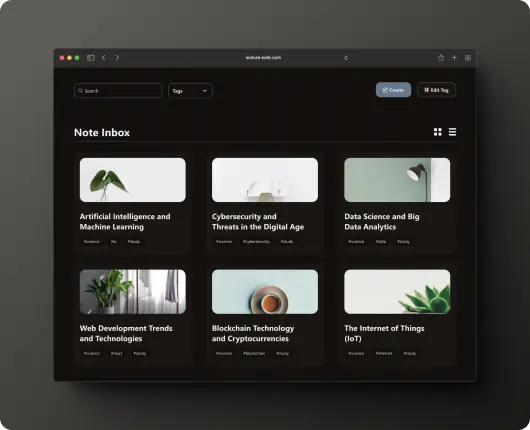 lecture-note.com
Search
Tags
Create
Edit Tag
Note Inbox
Artificial Intelligence and
Machine Learning
#science #ai #study
Cybersecurity and
Threats in the Digital Age
#science #cybersecurity #study
Data Science and Big
Data Analytics
#science #data #study
Web Development Trends
and Technologies
#science #react #study
Blockchain Technology
and Cryptocurrencies
#science #blockchain #study
The Internet of Things
(IoT)
#science #internet #study